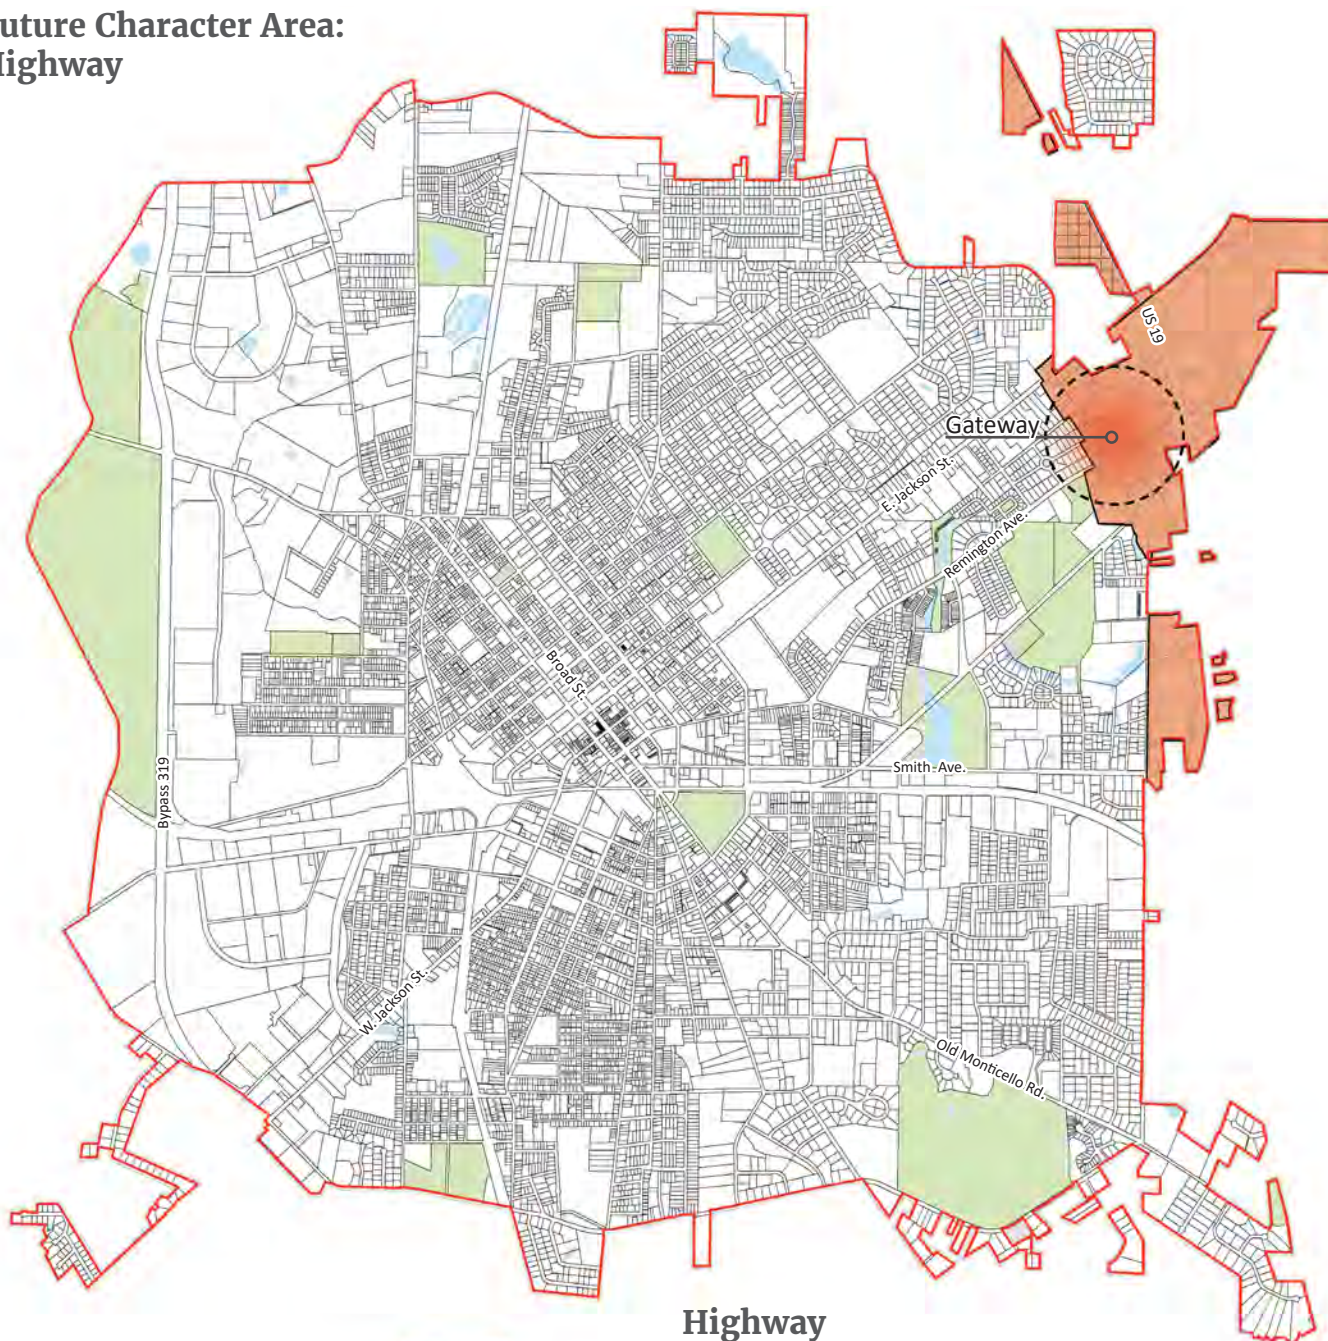 uture Character Area:
Highway
US 19
Gateway
E. Jackson St.
Remington Ave.
Broad St.
Smith Ave.
Bypass 319
W. Jackson St.
Old Monticello Rd.
Highway